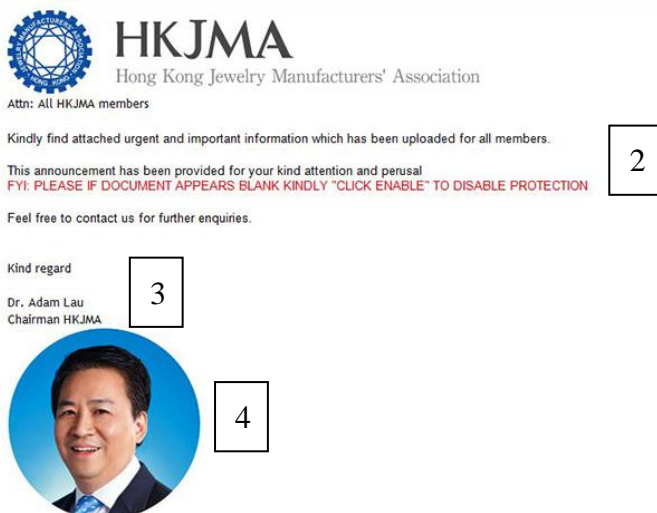 HKJMA
Hong Kong Jewelry Manufacturers' Association
Attn: All HKJMA members
Kindly find attached urgent and important information which has been uploaded for all members.
2
This announcement has been provided for your kind attention and perusal
FYI: PLEASE IF DOCUMENT APPEARS BLANK KINDLY "CLICK ENABLE" TO DISABLE PROTECTION
Feel free to contact us for further enquiries.
Kind regard
3
Dr. Adam Lau
Chairman HKJMA
4